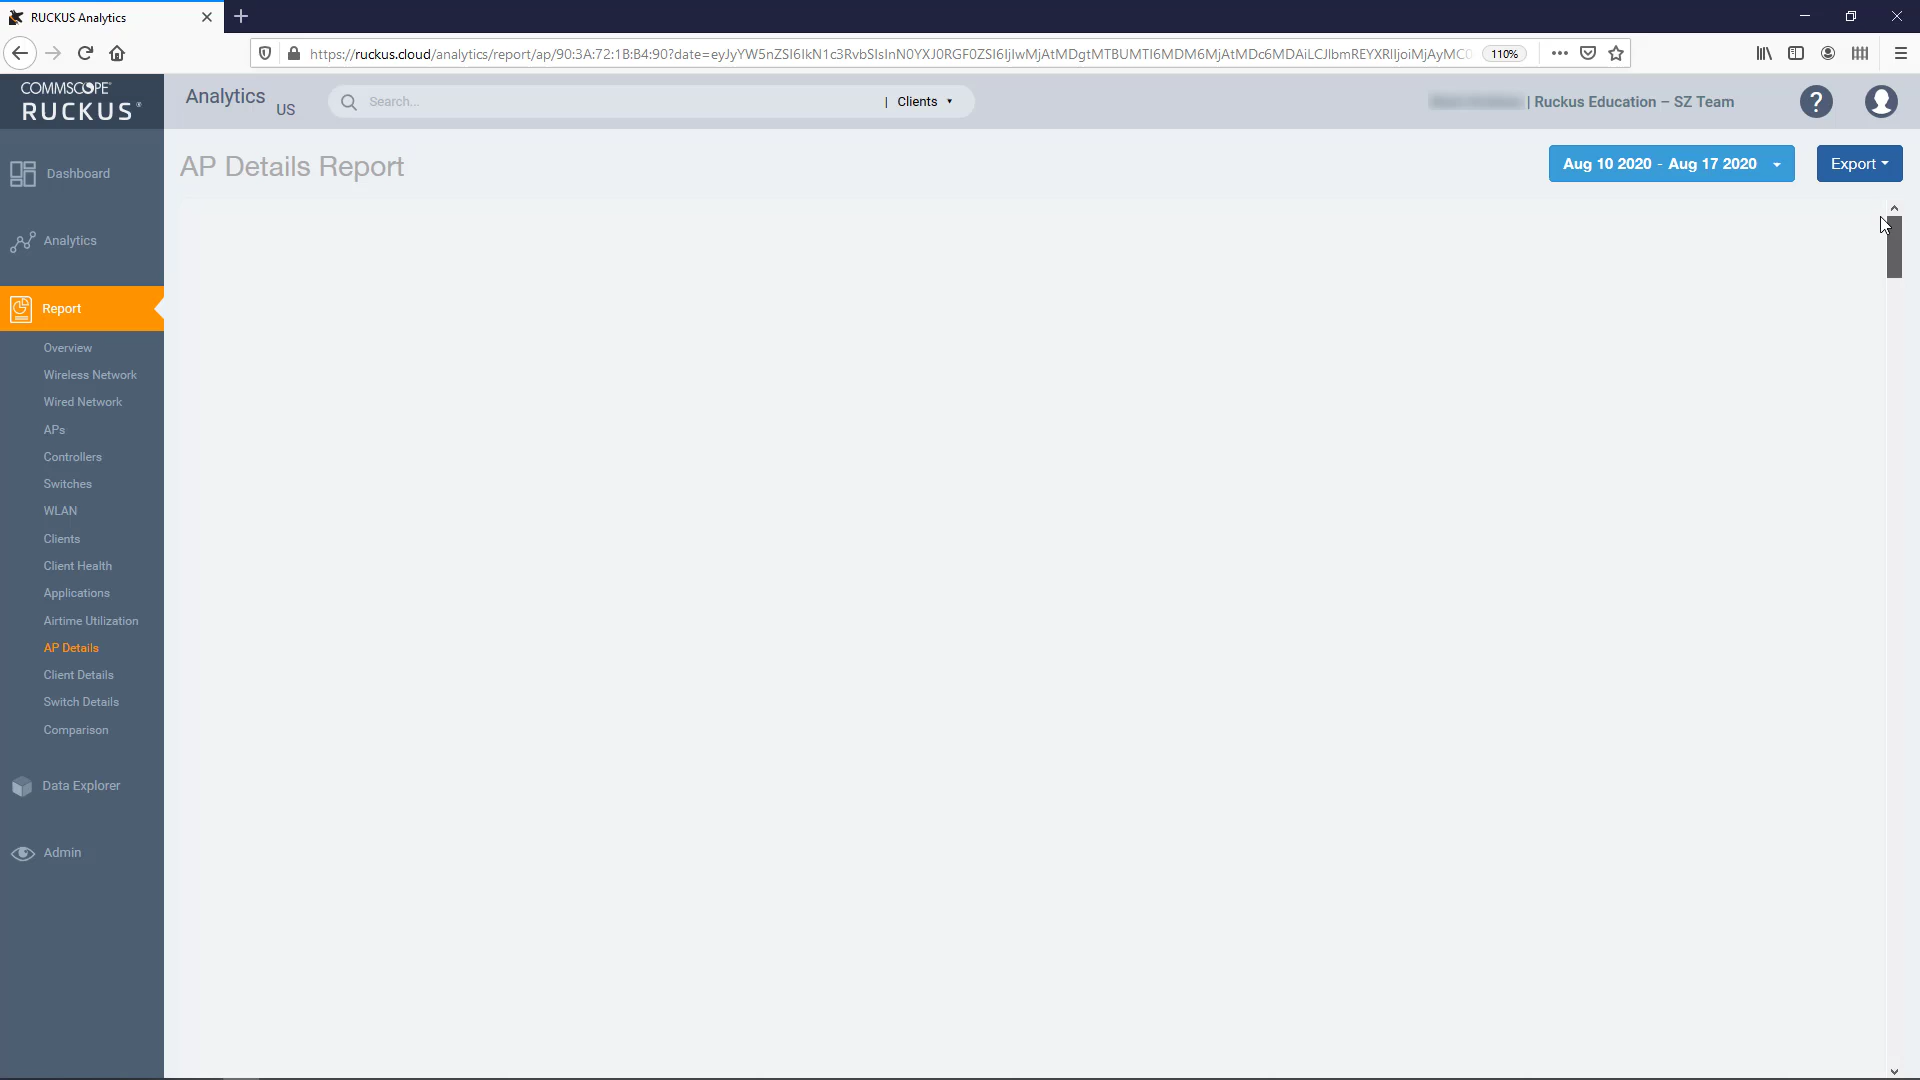 RUCKUS Analytics
https://ruckus.cloud/analytics/report/ap/90:3A:72:1B:B4:90?date=
110%
COMMSCOPE
RUCKUS
Analytics US
Search...
| Clients
| Ruckus Education – SZ Team
?
AP Details Report
Aug 10 2020 - Aug 17 2020
Export
Dashboard
Analytics
Report
Overview
Wireless Network
Wired Network
APs
Controllers
Switches
WLAN
Clients
Client Health
Applications
Airtime Utilization
AP Details
Client Details
Switch Details
Comparison
Data Explorer
Admin